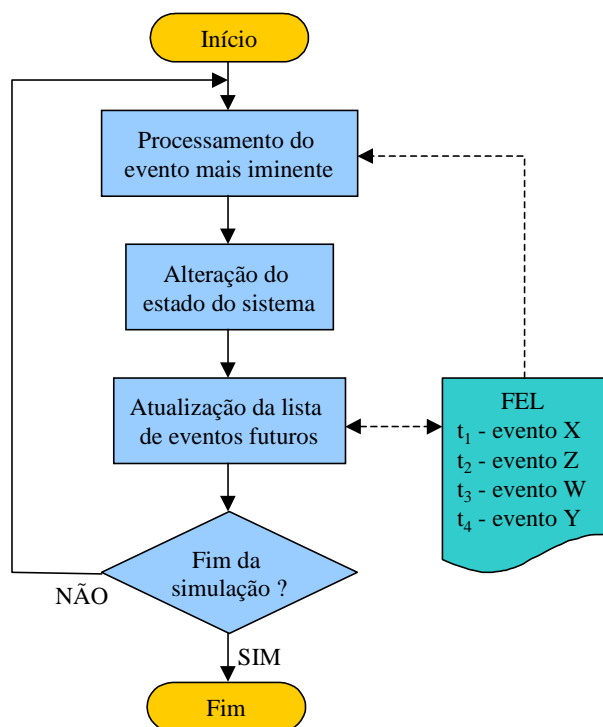 Início
Processamento do
evento mais iminente
Alteração do
estado do sistema
Atualização da lista
de eventos futuros
FEL
t₁ - evento X
t₂ - evento Z
t₃ - evento W
t₄ - evento Y
Fim da
simulação ?
NÃO
SIM
Fim